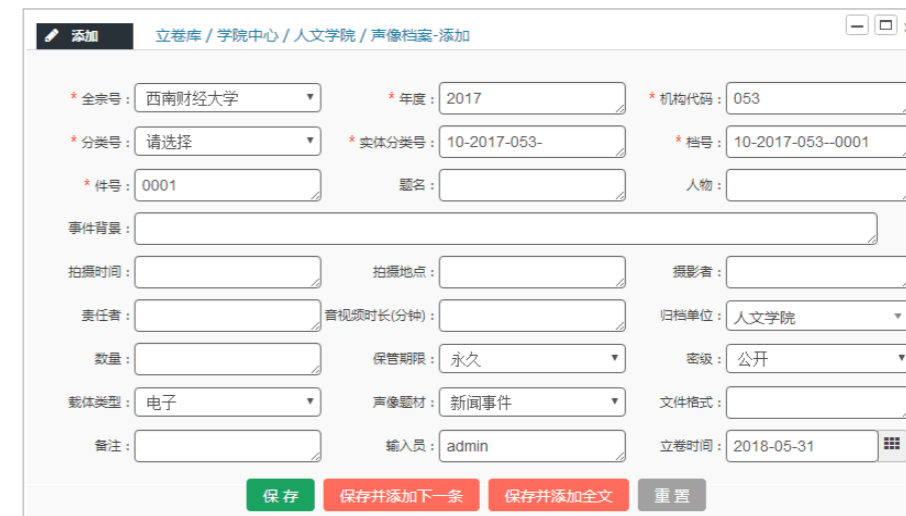 添加 立卷库 / 学院中心 / 人文学院 / 声像档案-添加
* 全宗号： 西南财经大学 * 年度： 2017 * 机构代码： 053
* 分类号： 请选择 * 实体分类号： 10-2017-053- * 档号： 10-2017-053--0001
* 件号： 0001 题名： 人物：
事件背景：
拍摄时间： 拍摄地点： 摄影者：
责任者： 音视频时长(分钟)： 归档单位： 人文学院
数量： 保管期限： 永久 密级： 公开
载体类型： 电子 声像题材： 新闻事件 文件格式：
备注： 输入员： admin 立卷时间： 2018-05-31
保 存 保存并添加下一条 保存并添加全文 重 置